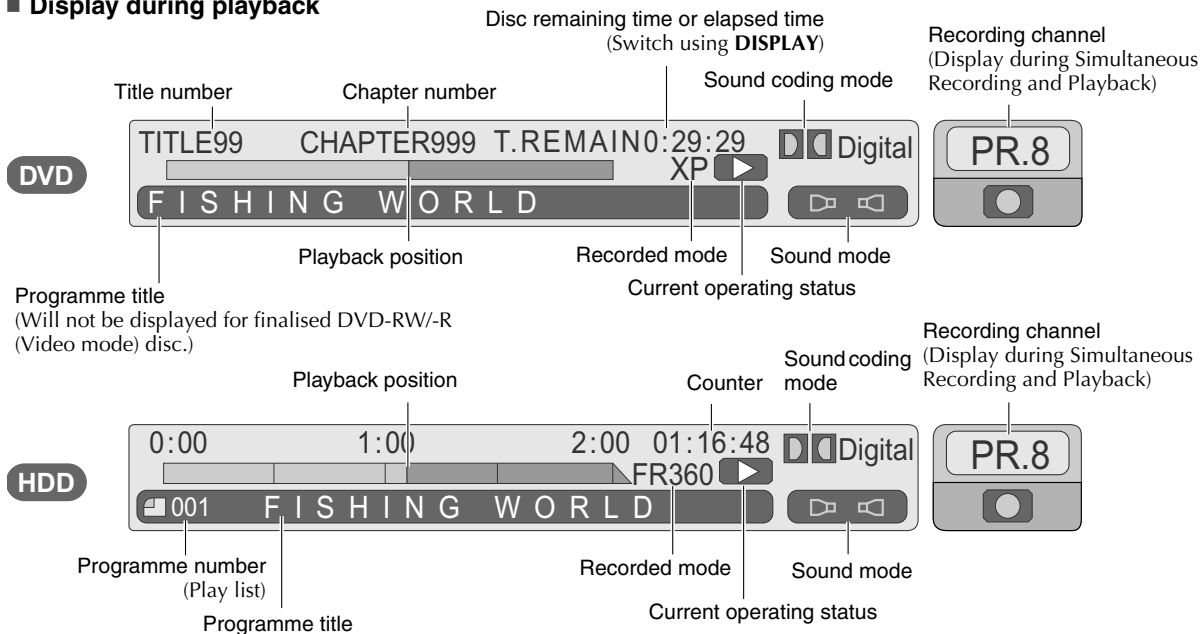 ■ Display during playback
Disc remaining time or elapsed time
(Switch using DISPLAY)
Recording channel
(Display during Simultaneous
Recording and Playback)
Sound coding mode
Title number
Chapter number
TITLE99 CHAPTER999 T.REMAIN0:29:29 Digital
PR.8
DVD
XP
FISHING WORLD
Playback position
Recorded mode
Sound mode
Current operating status
Programme title
(Will not be displayed for finalised DVD-RW/-R
(Video mode) disc.)
Recording channel
(Display during Simultaneous
Recording and Playback)
Sound coding
mode
Playback position
Counter
0:00 1:00 2:00 01:16:48 Digital
PR.8
HDD
FR360
001 FISHING WORLD
Programme number
(Play list)
Recorded mode
Sound mode
Current operating status
Programme title